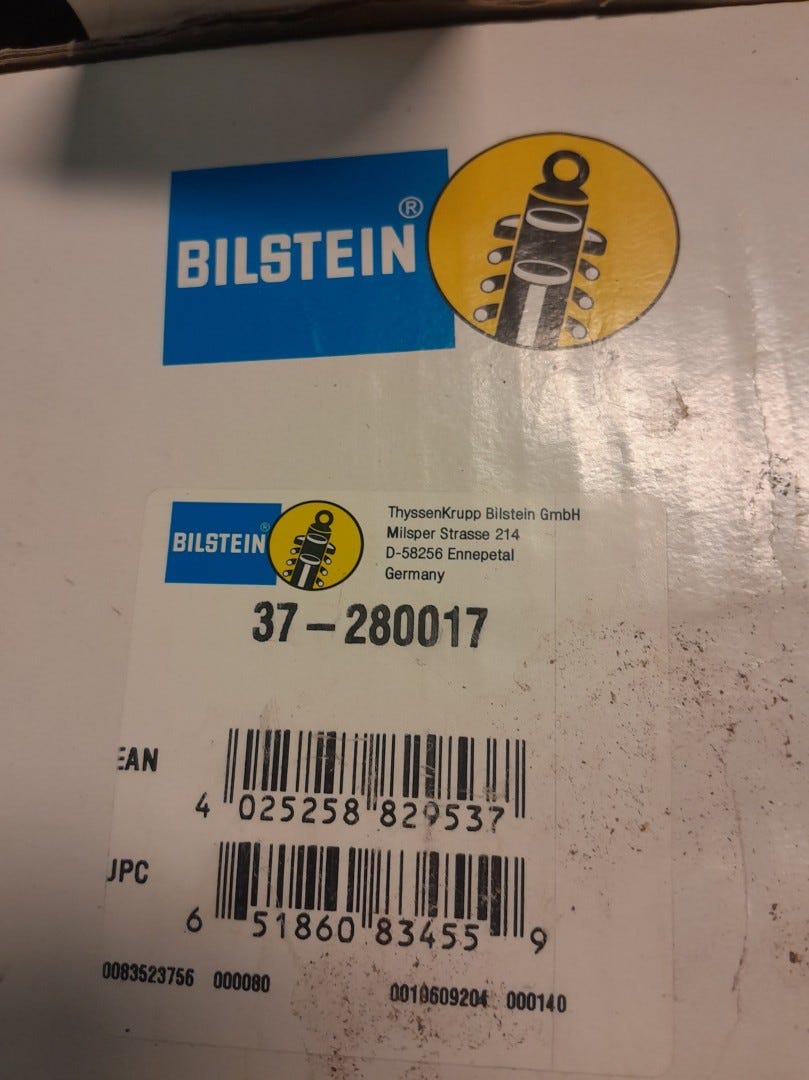 BILSTEIN®
BILSTEIN®
ThyssenKrupp Bilstein GmbH
Milsper Strasse 214
D-58256 Ennepetal
Germany
37-280017
EAN
4 025258 829537
UPC
6 51860 83455 9
0083523756 000080
0010609204 000140